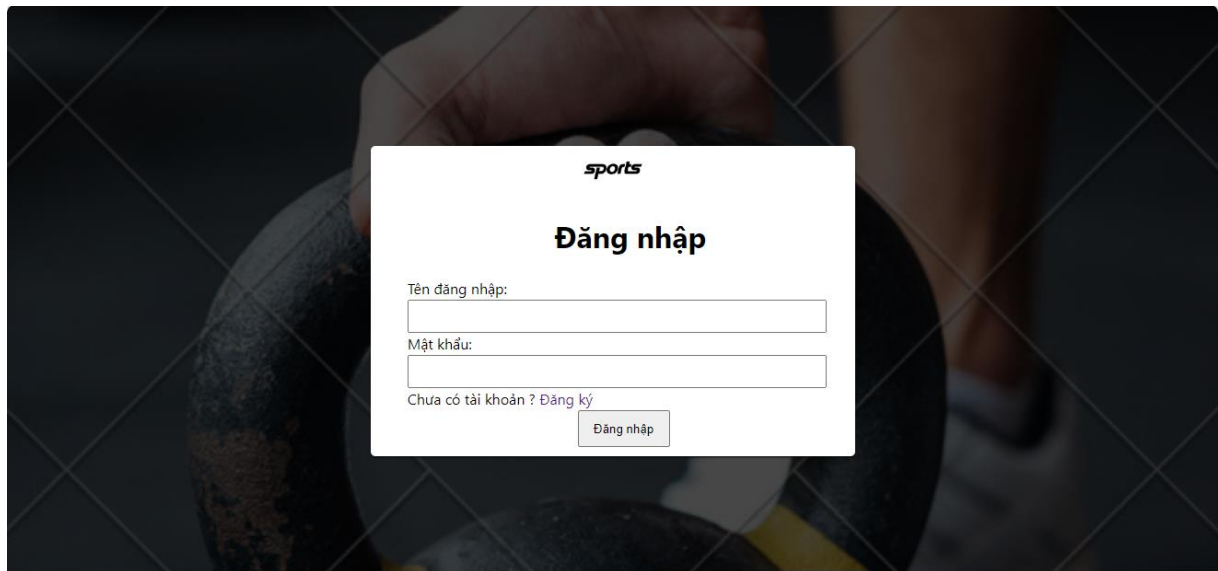 sports
Đăng nhập
Tên đăng nhập:
Mật khẩu:
Chưa có tài khoản ? Đăng ký
Đăng nhập